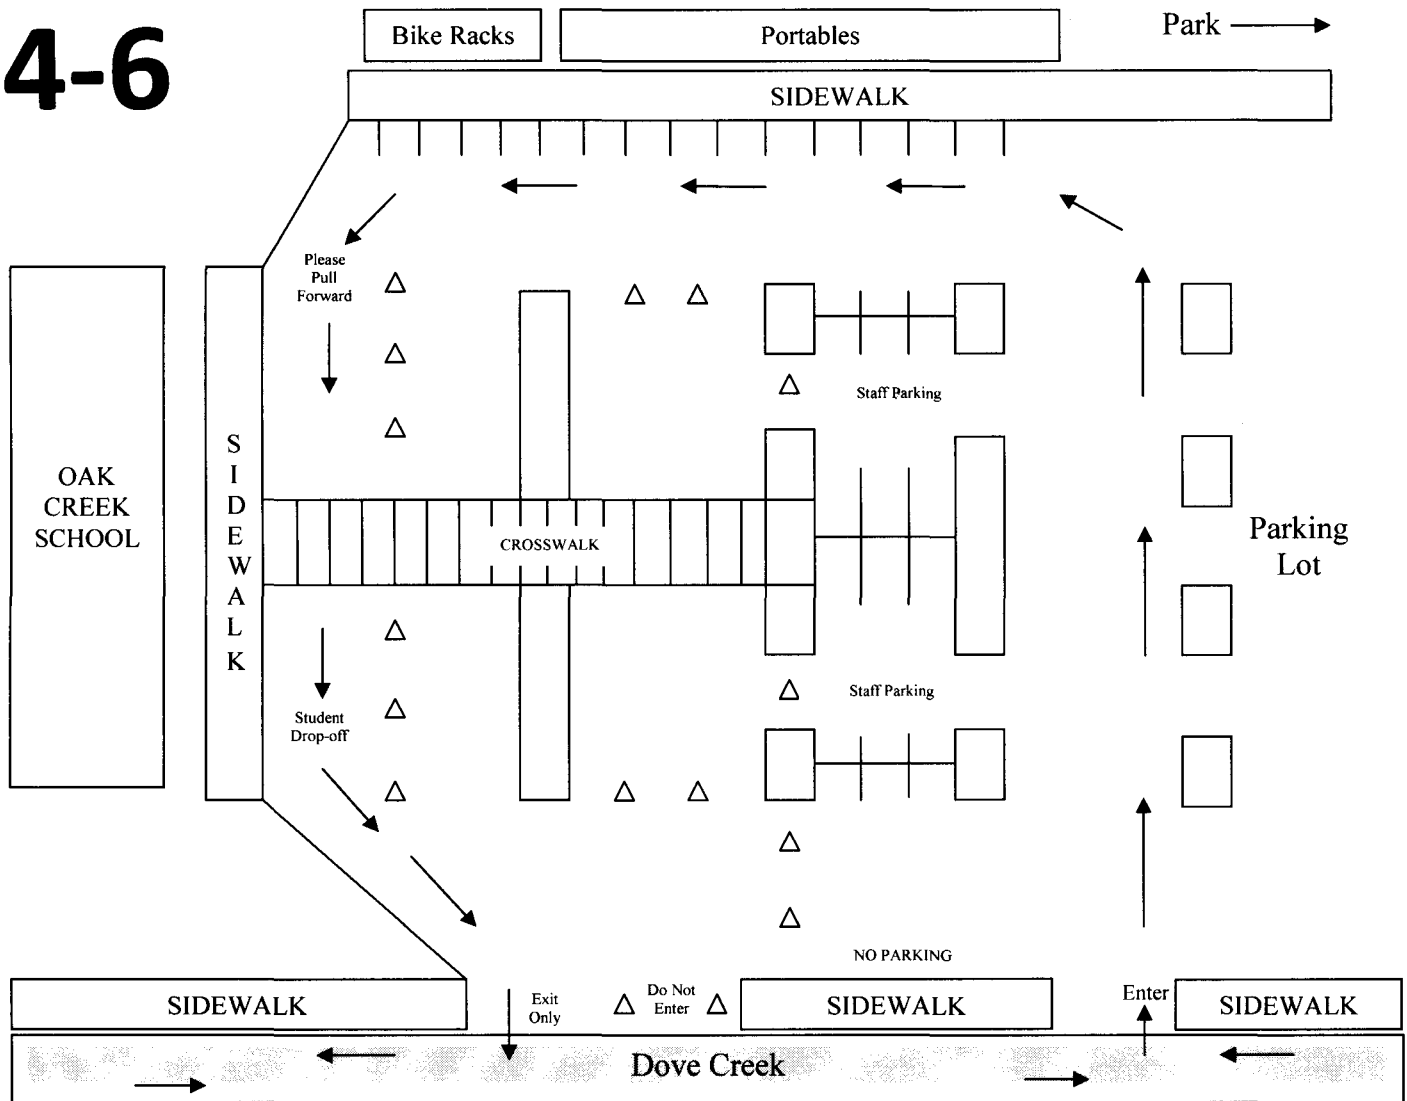 4-6
Bike Racks
Portables
Park
SIDEWALK
Please
Pull
Forward
Staff Parking
OAK
CREEK
SCHOOL
SIDEWALK
CROSSWALK
Parking
Lot
Staff Parking
Student
Drop-off
NO PARKING
SIDEWALK
Exit
Only
Do Not
Enter
SIDEWALK
Enter
SIDEWALK
Dove Creek